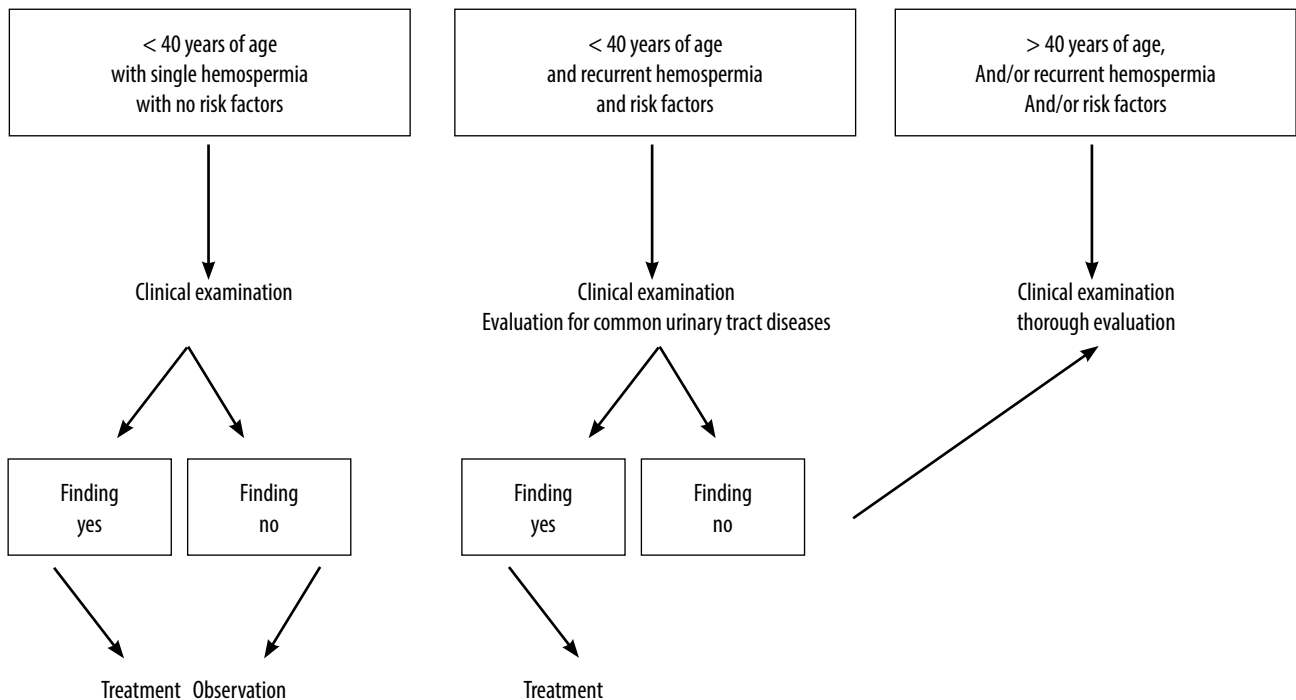 < 40 years of age
with single hemospermia
with no risk factors
< 40 years of age
and recurrent hemospermia
and risk factors
> 40 years of age,
And/or recurrent hemospermia
And/or risk factors
Clinical examination
Clinical examination
Evaluation for common urinary tract diseases
Clinical examination
thorough evaluation
Finding
yes
Finding
no
Finding
yes
Finding
no
Treatment
Observation
Treatment